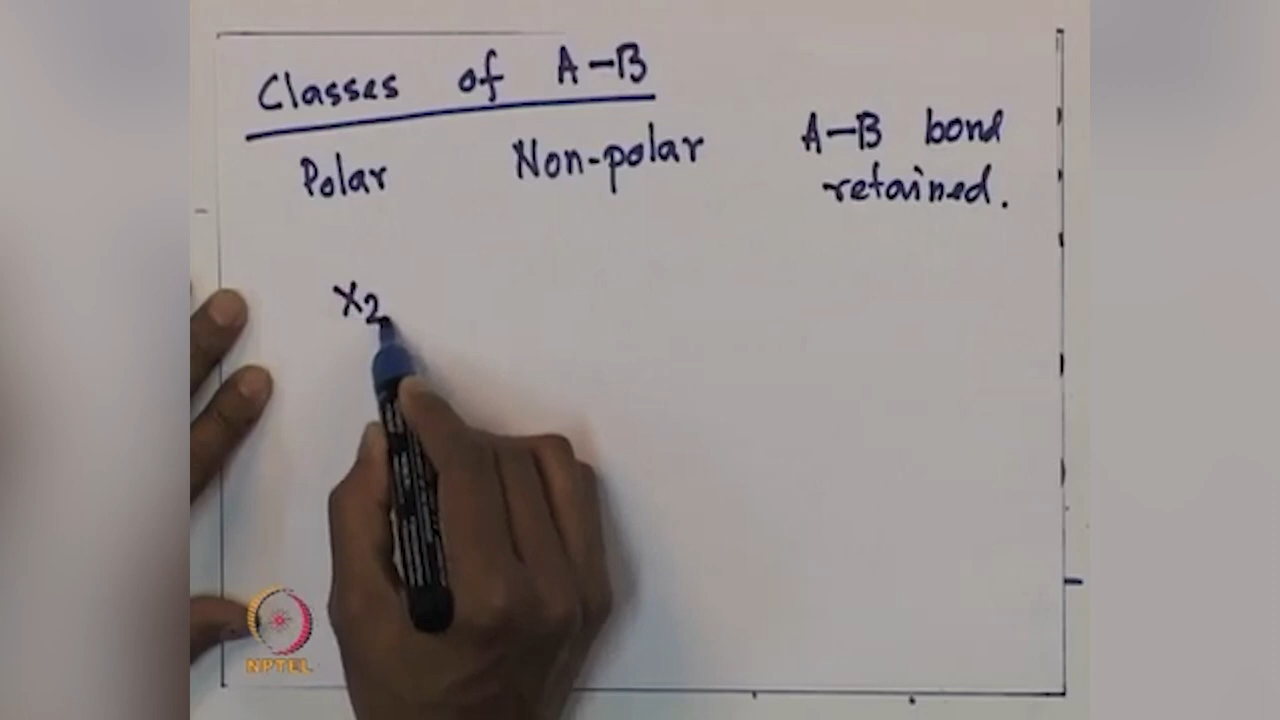 Classes of A-B
Polar Non-polar A-B bond
retained.
X2
NPTEL